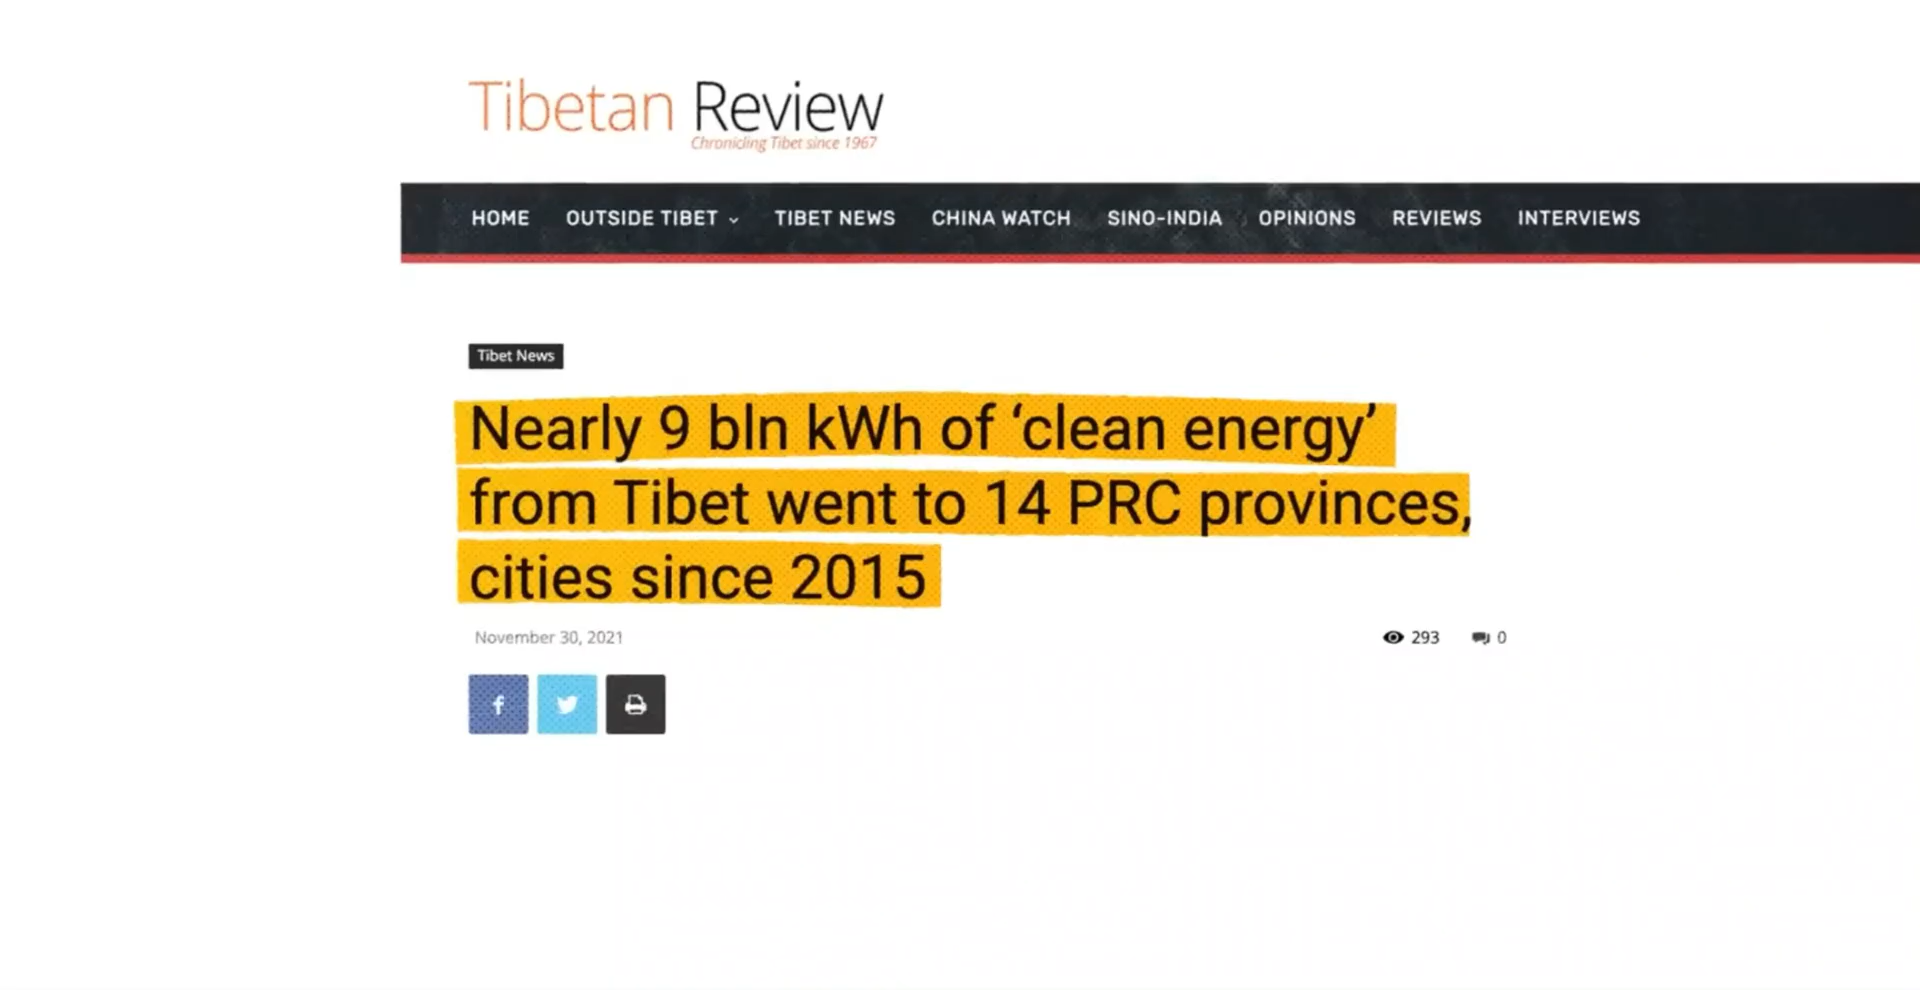 Tibetan Review
Chronicling Tibet since 1967
HOME OUTSIDE TIBET TIBET NEWS CHINA WATCH SINO-INDIA OPINIONS REVIEWS INTERVIEWS
Tibet News
Nearly 9 bln kWh of ‘clean energy’
from Tibet went to 14 PRC provinces,
cities since 2015
November 30, 2021 293 0